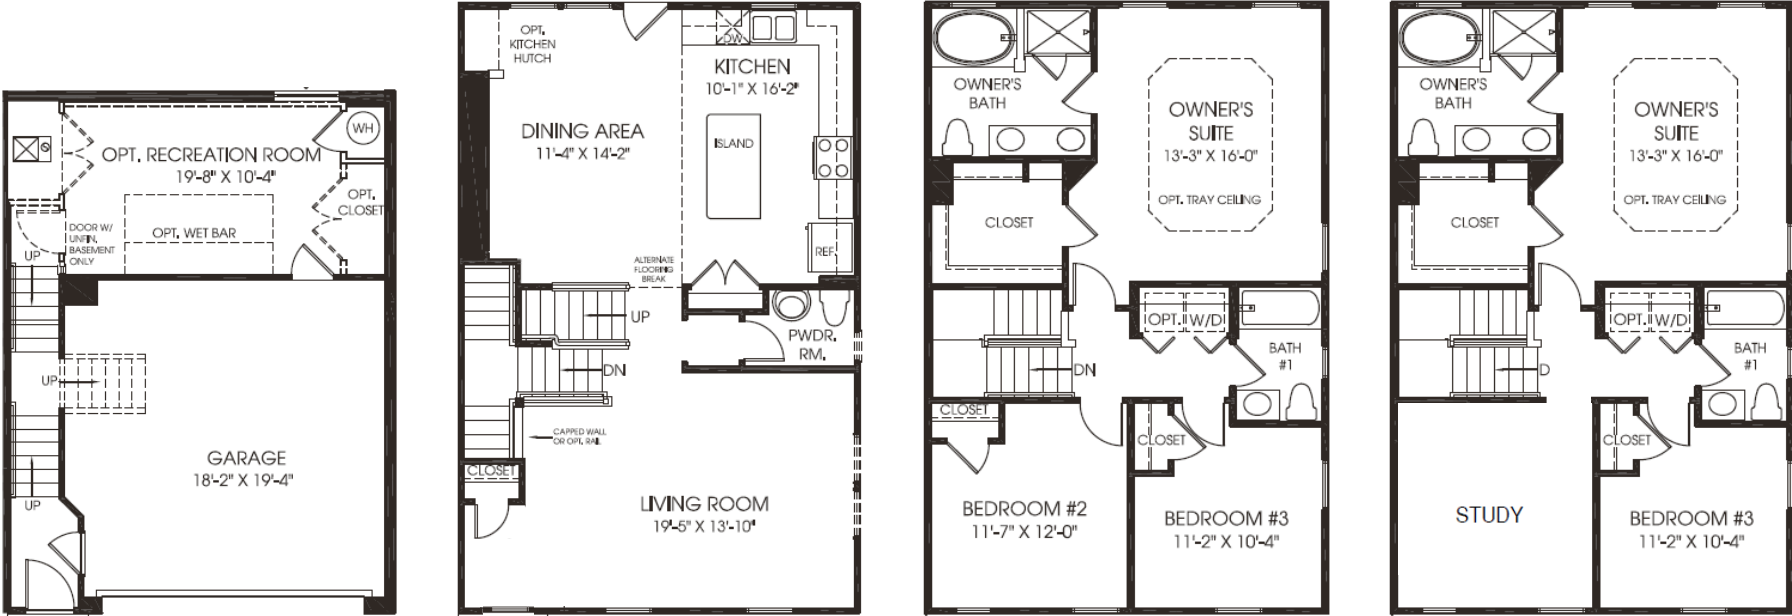 WH
OPT. RECREATION ROOM
19'-8" X 10'-4"
OPT.
CLOSET
DOOR W/
UNFIN.
BASEMENT
ONLY
OPT. WET BAR
UP
UP
GARAGE
18'-2" X 19'-4"
UP
OPT.
KITCHEN
HUTCH
DW
KITCHEN
10'-1" X 16'-2"
DINING AREA
11'-4" X 14'-2"
ISLAND
REF.
ALTERNATE
FLOORING
BREAK
UP
PWDR.
RM.
DN
CAPPED WALL
OR OPT. RAIL
CLOSET
LIVING ROOM
19'-5" X 13'-10"
OWNER'S
BATH
OWNER'S
SUITE
13'-3" X 16'-0"
OPT. TRAY CEILING
CLOSET
OPT. W/D
BATH
#1
DN
CLOSET
CLOSET
BEDROOM #2
11'-7" X 12'-0"
BEDROOM #3
11'-2" X 10'-4"
OWNER'S
BATH
OWNER'S
SUITE
13'-3" X 16'-0"
OPT. TRAY CEILING
CLOSET
OPT. W/D
BATH
#1
D
CLOSET
STUDY
BEDROOM #3
11'-2" X 10'-4"